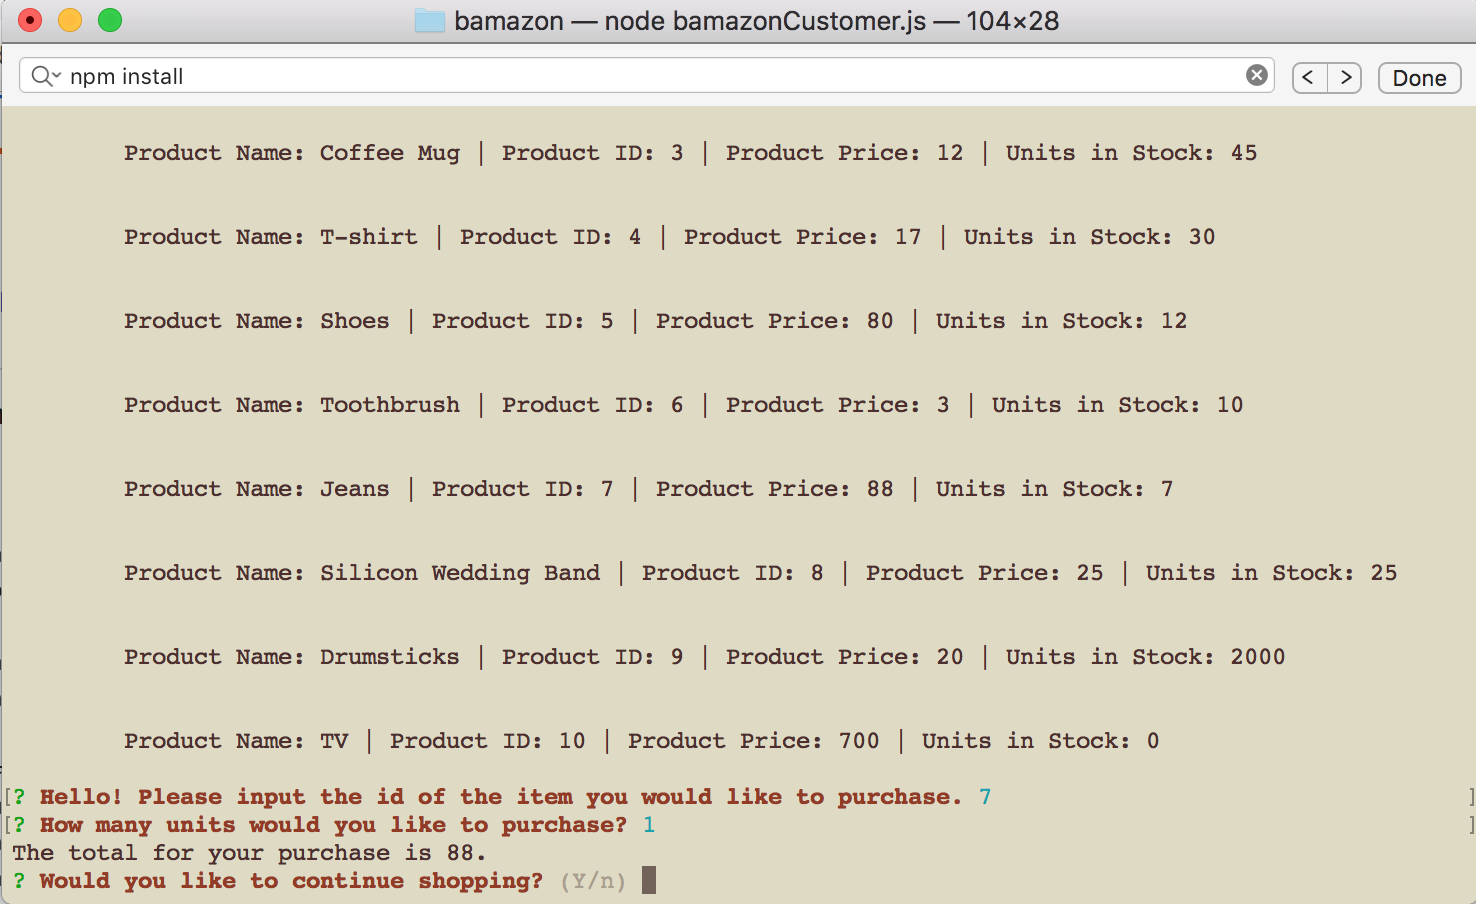 bamazon — node bamazonCustomer.js — 104×28
npm install
< > Done
Product Name: Coffee Mug | Product ID: 3 | Product Price: 12 | Units in Stock: 45
Product Name: T-shirt | Product ID: 4 | Product Price: 17 | Units in Stock: 30
Product Name: Shoes | Product ID: 5 | Product Price: 80 | Units in Stock: 12
Product Name: Toothbrush | Product ID: 6 | Product Price: 3 | Units in Stock: 10
Product Name: Jeans | Product ID: 7 | Product Price: 88 | Units in Stock: 7
Product Name: Silicon Wedding Band | Product ID: 8 | Product Price: 25 | Units in Stock: 25
Product Name: Drumsticks | Product ID: 9 | Product Price: 20 | Units in Stock: 2000
Product Name: TV | Product ID: 10 | Product Price: 700 | Units in Stock: 0
[? Hello! Please input the id of the item you would like to purchase. 7 ]
[? How many units would you like to purchase? 1 ]
The total for your purchase is 88.
? Would you like to continue shopping? (Y/n)